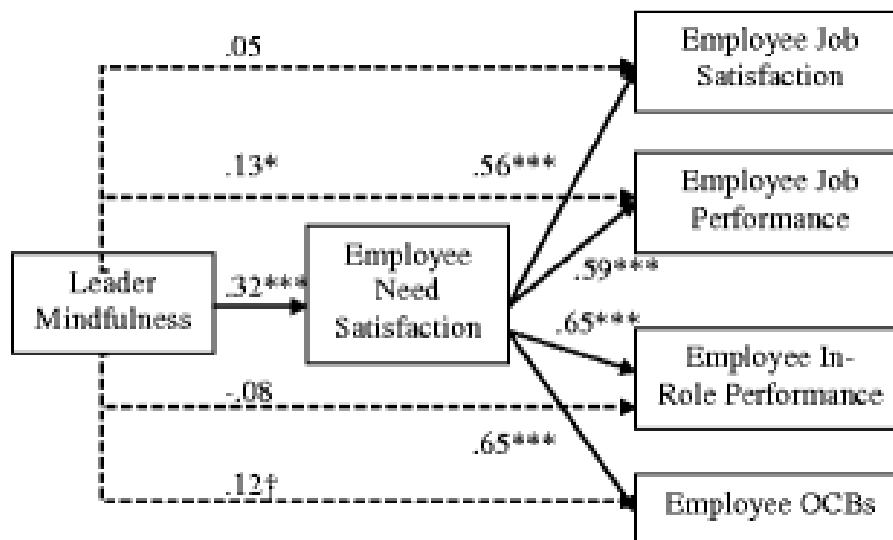 .05
Employee Job
Satisfaction
.13*
.56***
Employee Job
Performance
Leader
Mindfulness
.32***
Employee
Need
Satisfaction
.59***
.65***
Employee In-
Role Performance
-.08
.65***
.12†
Employee OCBs